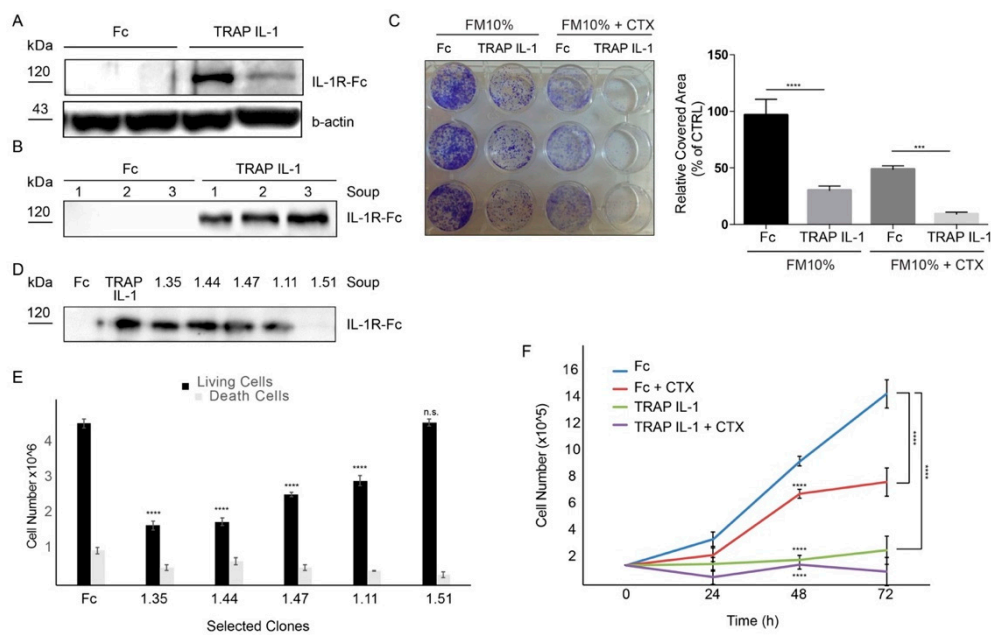 A
Fc
TRAP IL-1
kDa
120
IL-1R-Fc
43
b-actin
B
Fc
TRAP IL-1
kDa
1 2 3 1 2 3 Soup
120
IL-1R-Fc
C
FM10%
FM10% + CTX
Fc TRAP IL-1 Fc TRAP IL-1
Relative Covered Area
(% of CTRL)
150
100
50
0
****
***
Fc TRAP IL-1 Fc TRAP IL-1
FM10% FM10% + CTX
D
kDa
Fc TRAP IL-1 1.35 1.44 1.47 1.11 1.51 Soup
120
IL-1R-Fc
E
Living Cells
Death Cells
Cell Number x10^6
4
3
2
1
**** **** **** **** n.s.
Fc 1.35 1.44 1.47 1.11 1.51
Selected Clones
F
Fc
Fc + CTX
TRAP IL-1
TRAP IL-1 + CTX
Cell Number (x10^5)
16
14
12
10
8
6
4
2
****
****
****
****
****
0 24 48 72
Time (h)